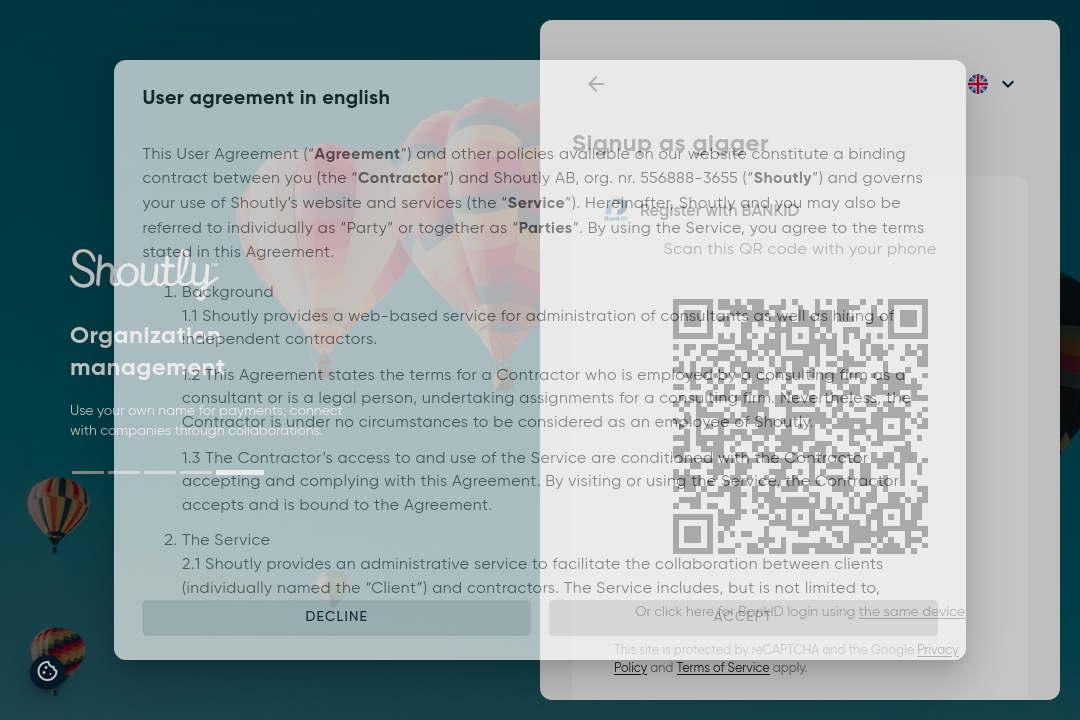 User agreement in english
This User Agreement (“Agreement”) and other policies available on our website constitute a binding
contract between you (the “Contractor”) and Shoutly AB, org. nr. 556888-3655 (“Shoutly”) and governs
your use of Shoutly’s website and services (the “Service”). Hereinafter, Shoutly and you may also be
referred to individually as “Party” or together as “Parties”. By using the Service, you agree to the terms
stated in this Agreement.
1. Background
1.1 Shoutly provides a web-based service for administration of consultants as well as hiring of
independent contractors.
1.2 This Agreement states the terms for a Contractor who is employed by a consulting firm as a
consultant or is a legal person, undertaking assignments for a consulting firm. Nevertheless, the
Contractor is under no circumstances to be considered as an employee of Shoutly.
1.3 The Contractor’s access to and use of the Service are conditioned with the Contractor
accepting and complying with this Agreement. By visiting or using the Service, the Contractor
accepts and is bound to the Agreement.
2. The Service
2.1 Shoutly provides an administrative service to facilitate the collaboration between clients
(individually named the “Client”) and contractors. The Service includes, but is not limited to,
DECLINE
ACCEPT
Shoutly™
Organization
management
Use your own name for payments; connect
with companies through collaborations.
Signup as gigger
BankID
Register with BANKID
Scan this QR code with your phone
Or click here for BankID login using the same device
This site is protected by reCAPTCHA and the Google Privacy
Policy and Terms of Service apply.